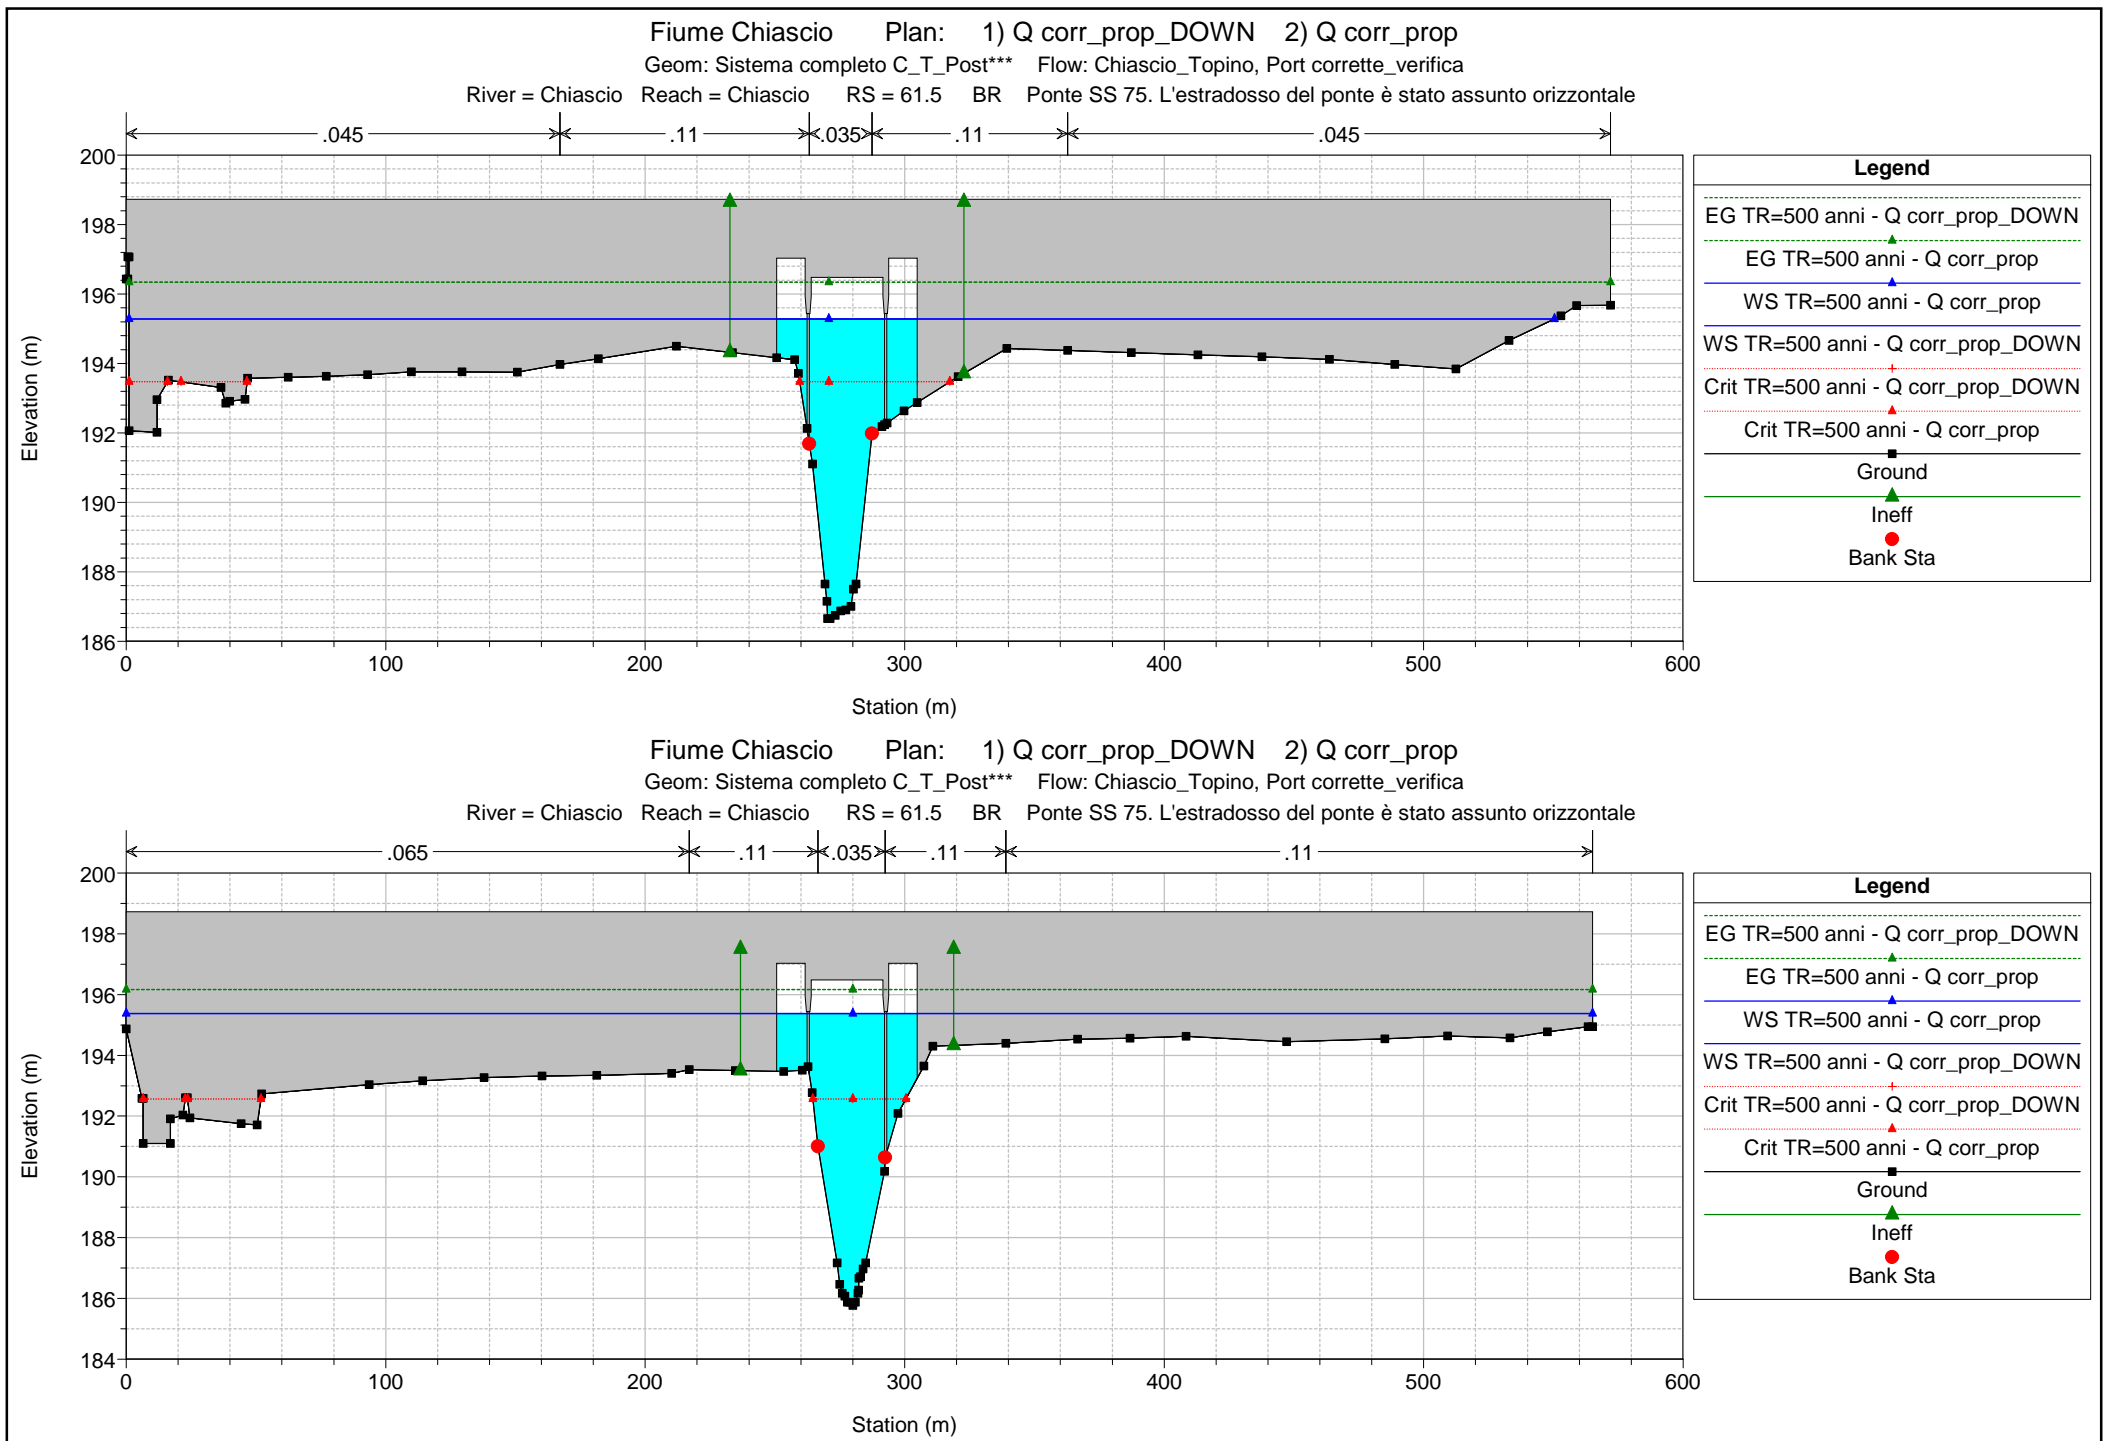 Fiume Chiascio Plan: 1) Q corr_prop_DOWN 2) Q corr_prop
Geom: Sistema completo C_T_Post*** Flow: Chiascio_Topino, Port corrette_verifica
River = Chiascio Reach = Chiascio RS = 61.5 BR Ponte SS 75. L'estradosso del ponte è stato assunto orizzontale
.045 .11 .035 .11 .045
200
198
196
194
192
190
188
186
Elevation (m)
0 100 200 300 400 500 600
Station (m)
Legend
EG TR=500 anni - Q corr_prop_DOWN
EG TR=500 anni - Q corr_prop
WS TR=500 anni - Q corr_prop
WS TR=500 anni - Q corr_prop_DOWN
Crit TR=500 anni - Q corr_prop_DOWN
Crit TR=500 anni - Q corr_prop
Ground
Ineff
Bank Sta
Fiume Chiascio Plan: 1) Q corr_prop_DOWN 2) Q corr_prop
Geom: Sistema completo C_T_Post*** Flow: Chiascio_Topino, Port corrette_verifica
River = Chiascio Reach = Chiascio RS = 61.5 BR Ponte SS 75. L'estradosso del ponte è stato assunto orizzontale
.065 .11 .035 .11 .11
200
198
196
194
192
190
188
186
184
Elevation (m)
0 100 200 300 400 500 600
Station (m)
Legend
EG TR=500 anni - Q corr_prop_DOWN
EG TR=500 anni - Q corr_prop
WS TR=500 anni - Q corr_prop
WS TR=500 anni - Q corr_prop_DOWN
Crit TR=500 anni - Q corr_prop_DOWN
Crit TR=500 anni - Q corr_prop
Ground
Ineff
Bank Sta